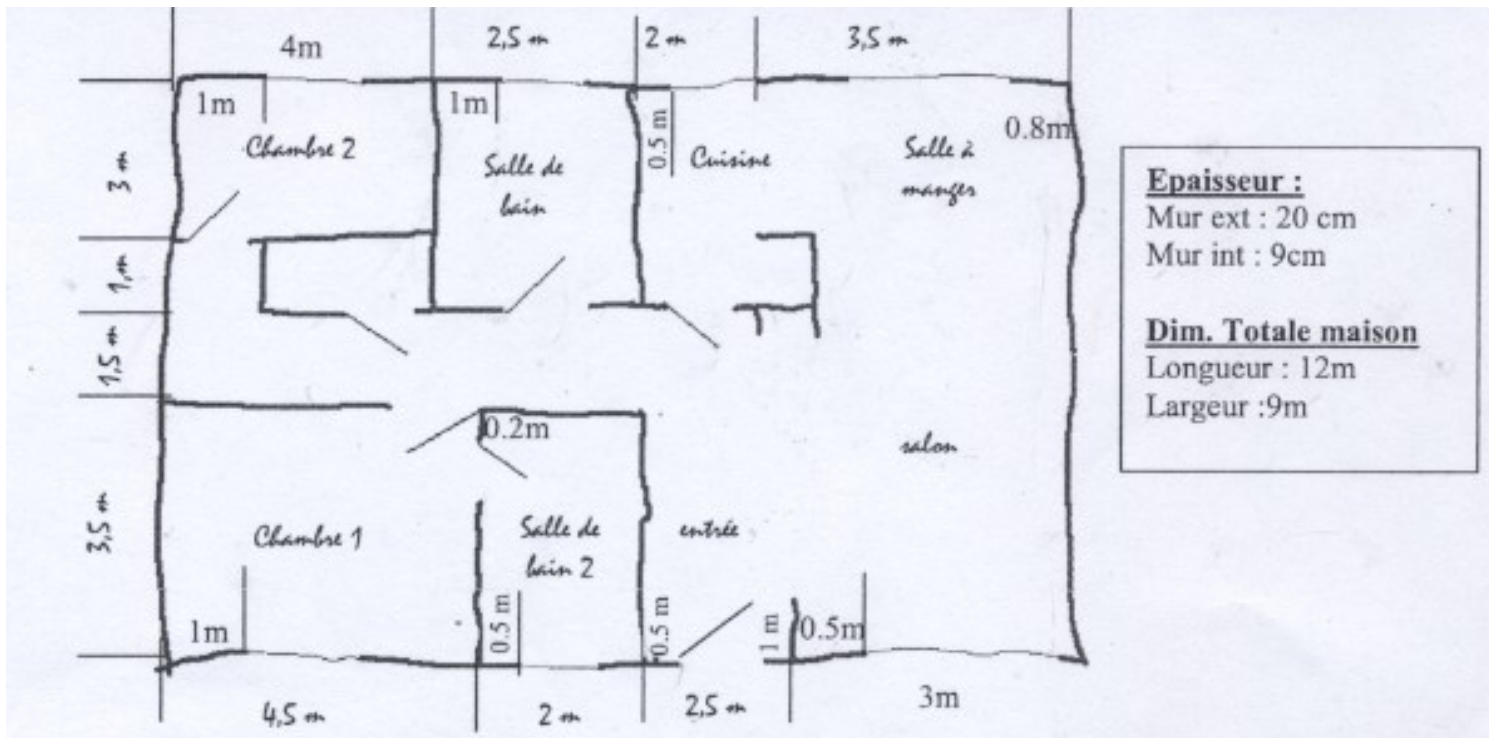 4m
2,5 m
2 m
3,5 m
1m
1m
0.5 m
0.8m
Chambre 2
Salle de
bain
Cuisine
Salle à
manger
3 m
1,m
1,5 m
3,5 m
Epaisseur :
Mur ext : 20 cm
Mur int : 9cm
Dim. Totale maison
Longueur : 12m
Largeur :9m
0.2m
salon
Chambre 1
Salle de
bain 2
entrée
1m
0.5 m
0.5 m
1 m
0.5m
4,5 m
2 m
2,5 m
3m